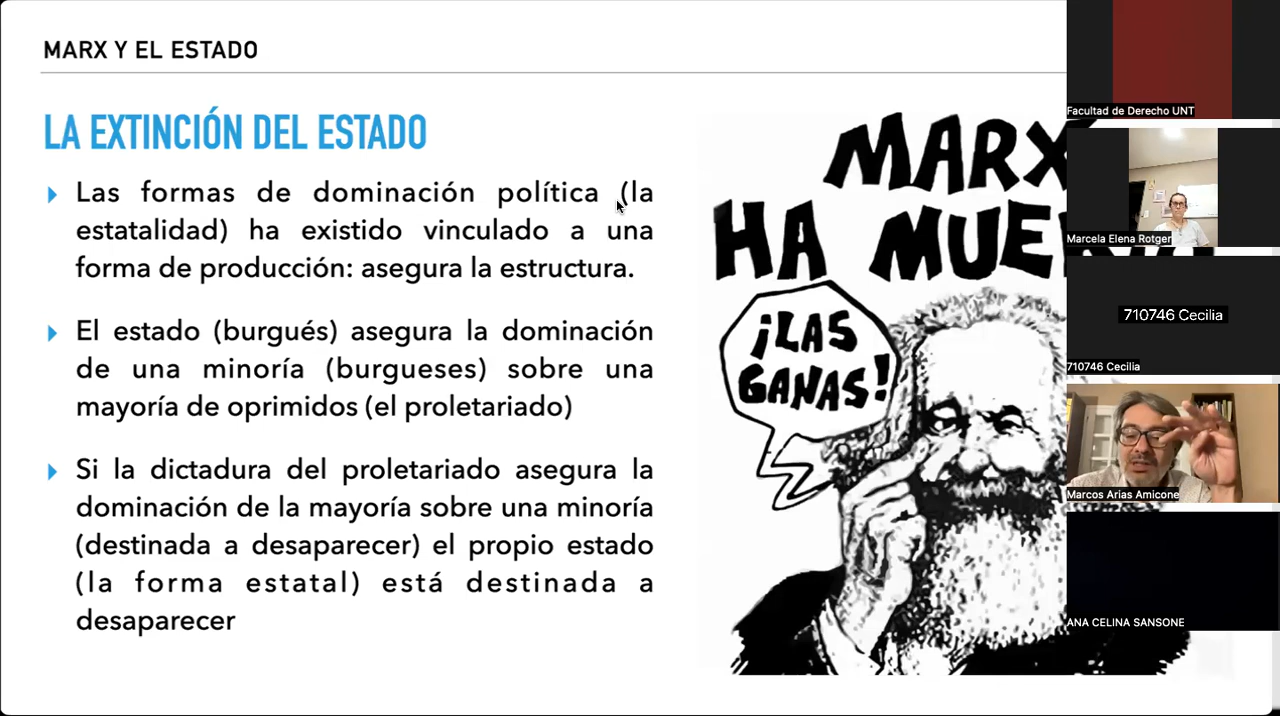 MARX Y EL ESTADO
LA EXTINCIÓN DEL ESTADO
Las formas de dominación política (la
estatalidad) ha existido vinculado a una
forma de producción: asegura la estructura.
El estado (burgués) asegura la dominación
de una minoría (burgueses) sobre una
mayoría de oprimidos (el proletariado)
Si la dictadura del proletariado asegura la
dominación de la mayoría sobre una minoría
(destinada a desaparecer) el propio estado
(la forma estatal) está destinada a
desaparecer
MARX
HA
¡LAS
GANAS!
Facultad de Derecho UNT
Marcela Elena Rotger
710746 Cecilia
710746 Cecilia
Marcos Arias Amicone
ANA CELINA SANSONE